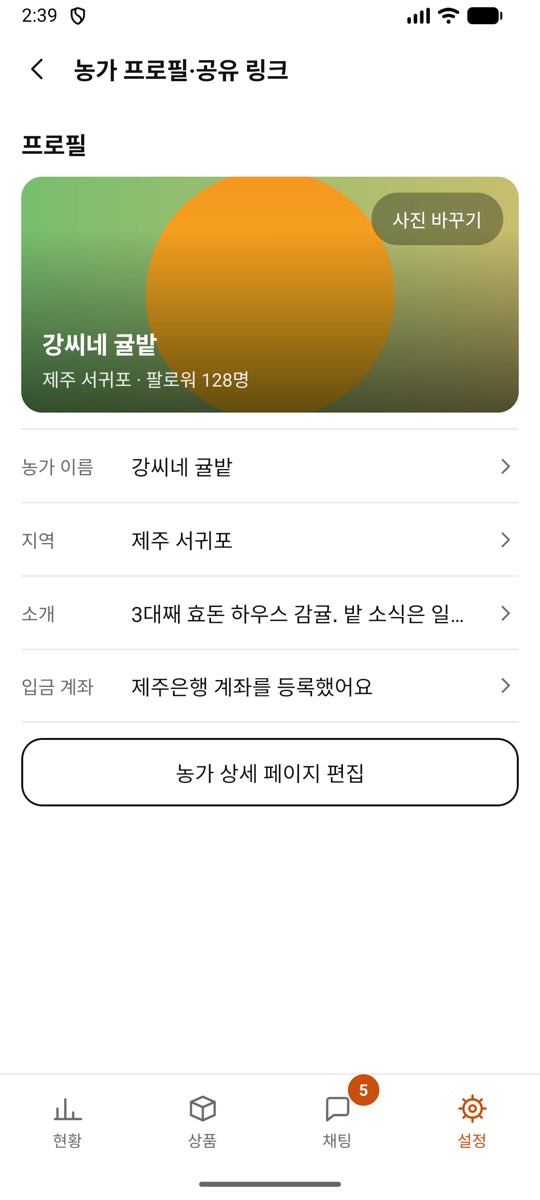 2:39
농가 프로필·공유 링크
프로필
사진 바꾸기
강씨네 귤밭
제주 서귀포 · 팔로워 128명
농가 이름 강씨네 귤밭
지역 제주 서귀포
소개 3대째 효돈 하우스 감귤. 밭 소식은 일...
입금 계좌 제주은행 계좌를 등록했어요
농가 상세 페이지 편집
5
현황 상품 채팅 설정